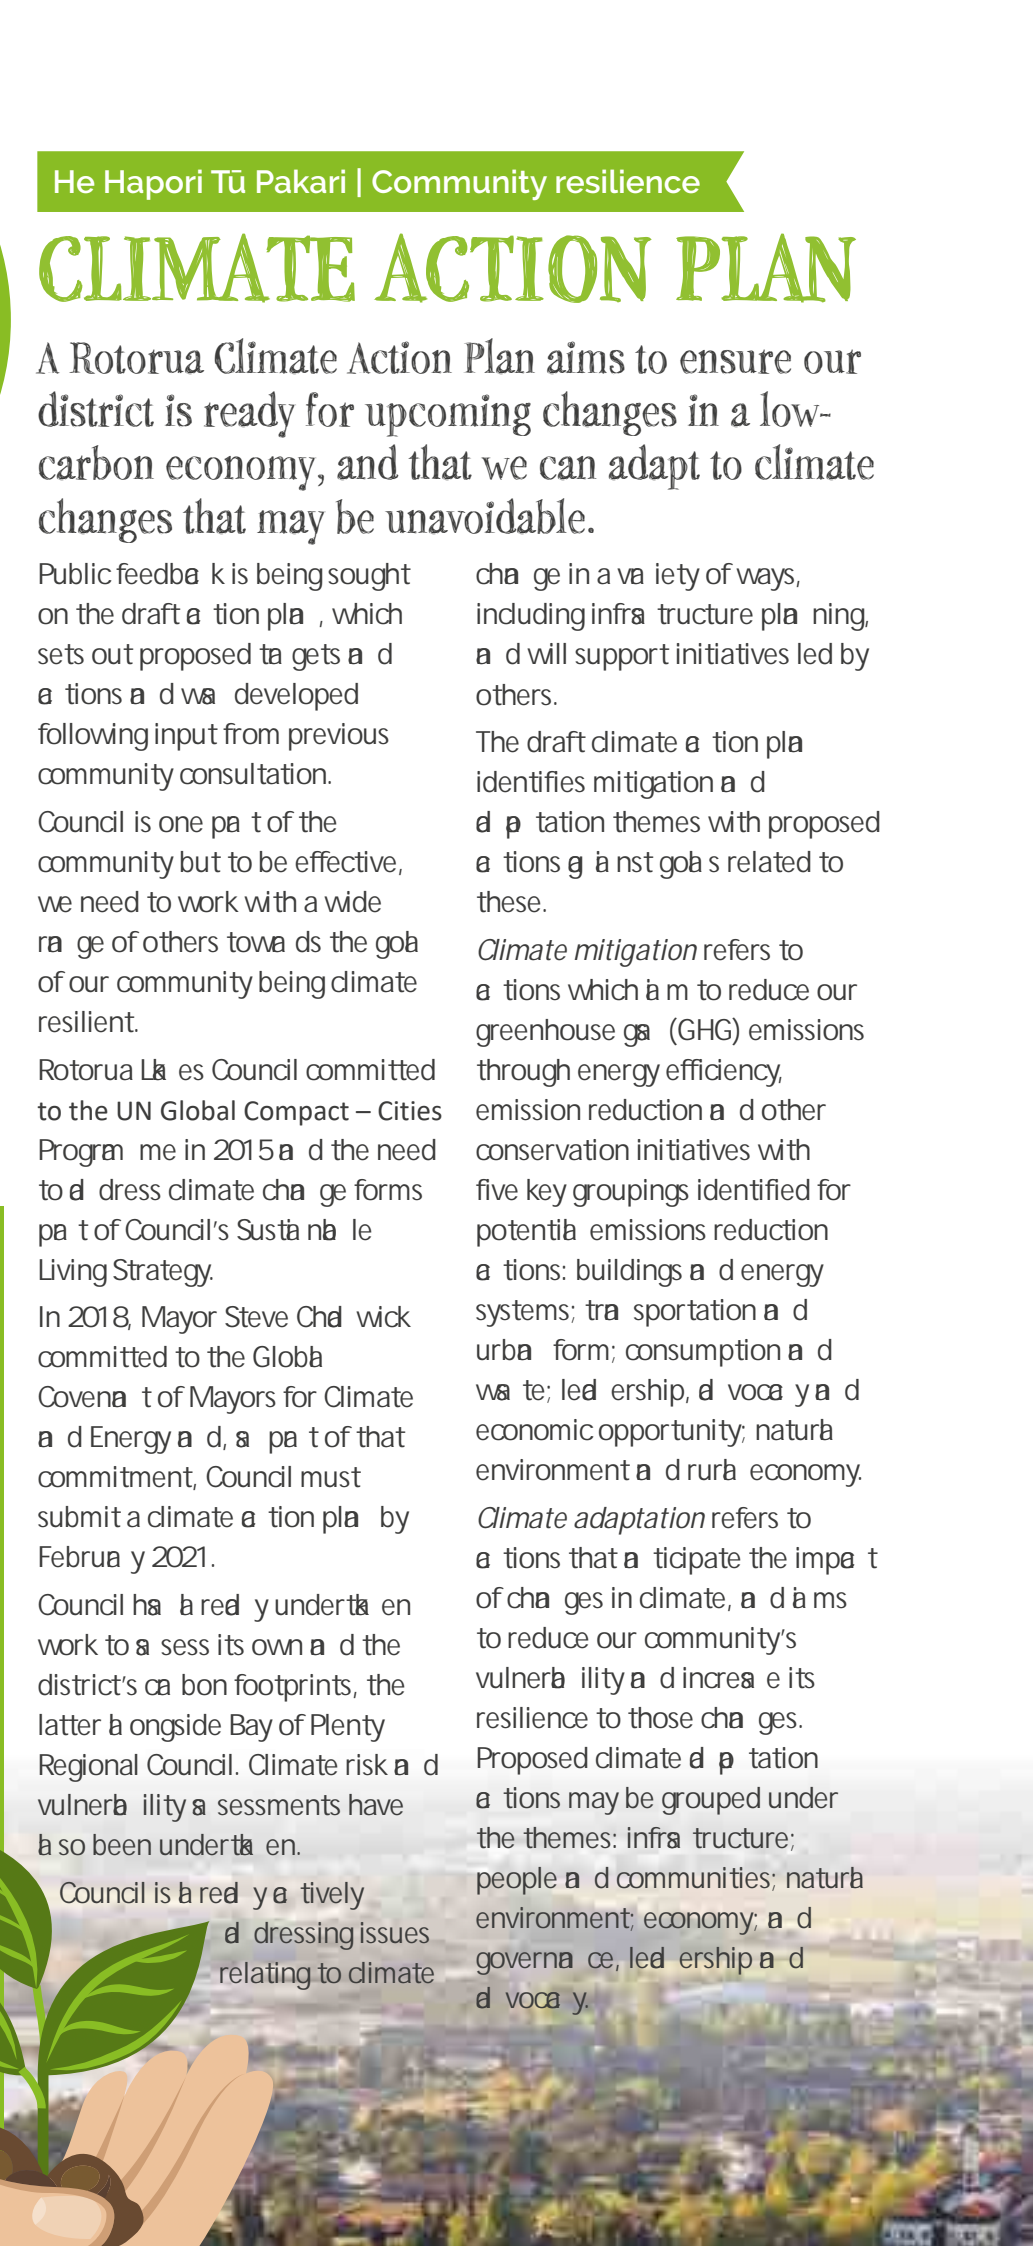 He Hapori Tū Pakari | Community resilience
CLIMATE ACTION PLAN
A Rotorua Climate Action Plan aims to ensure our
district is ready for upcoming changes in a low-
carbon economy, and that we can adapt to climate
changes that may be unavoidable.
Public feedback is being sought
on the draft action plan, which
sets out proposed targets and
actions and was developed
following input from previous
community consultation.
Council is one part of the
community but to be effective,
we need to work with a wide
range of others towards the goal
of our community being climate
resilient.
Rotorua Lakes Council committed
to the UN Global Compact – Cities
Programme in 2015 and the need
to address climate change forms
part of Council's Sustainable
Living Strategy.
In 2018, Mayor Steve Chadwick
committed to the Global
Covenant of Mayors for Climate
and Energy and, as part of that
commitment, Council must
submit a climate action plan by
February 2021.
Council has already undertaken
work to assess its own and the
district's carbon footprints, the
latter alongside Bay of Plenty
Regional Council. Climate risk and
vulnerability assessments have
also been undertaken.
Council is already actively
addressing issues
relating to climate
change in a variety of ways,
including infrastructure planning,
and will support initiatives led by
others.
The draft climate action plan
identifies mitigation and
adaptation themes with proposed
actions against goals related to
these.
Climate mitigation refers to
actions which aim to reduce our
greenhouse gas (GHG) emissions
through energy efficiency,
emission reduction and other
conservation initiatives with
five key groupings identified for
potential emissions reduction
actions: buildings and energy
systems; transportation and
urban form; consumption and
waste; leadership, advocacy and
economic opportunity; natural
environment and rural economy.
Climate adaptation refers to
actions that anticipate the impact
of changes in climate, and aims
to reduce our community's
vulnerability and increase its
resilience to those changes.
Proposed climate adaptation
actions may be grouped under
the themes: infrastructure;
people and communities; natural
environment; economy; and
governance, leadership and
advocacy.